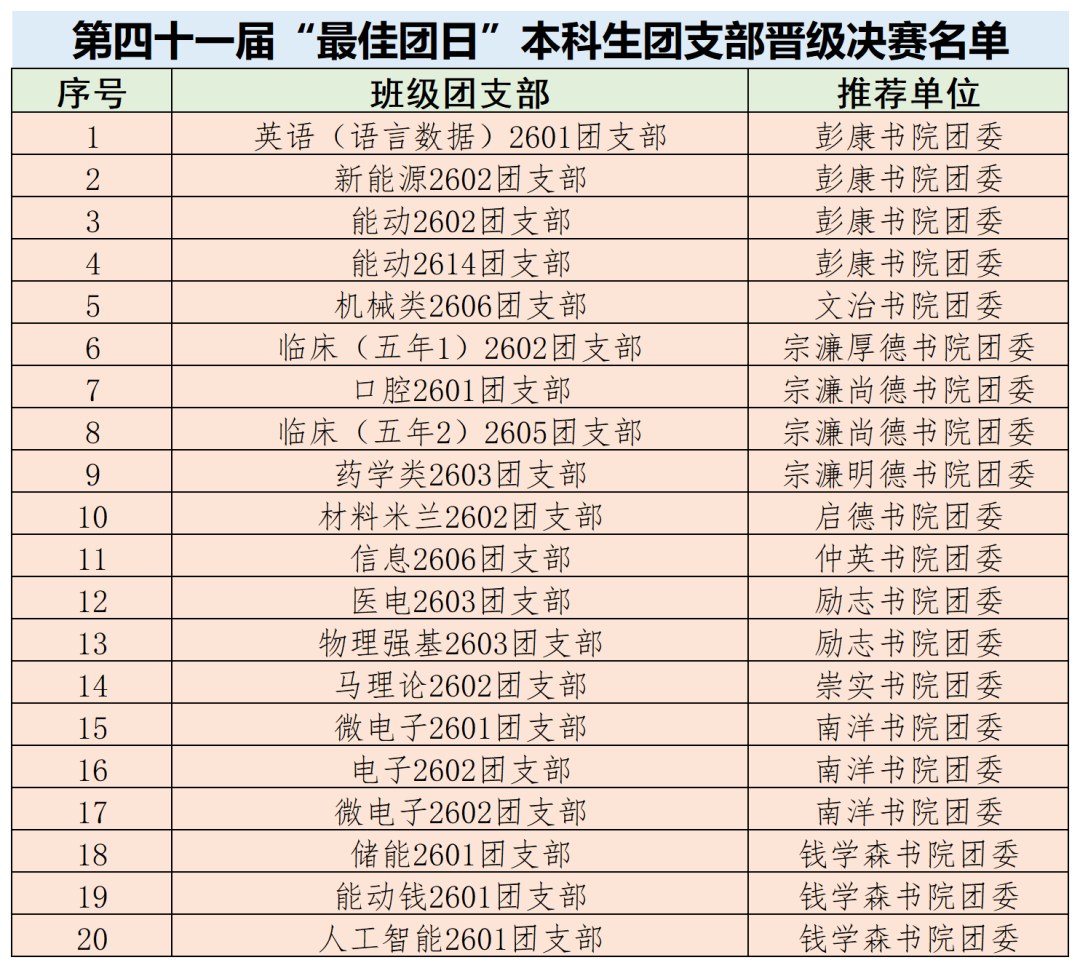 第四十一届“最佳团日”本科生团支部晋级决赛名单
序号 班级团支部 推荐单位
1 英语（语言数据）2601团支部 彭康书院团委
2 新能源2602团支部 彭康书院团委
3 能动2602团支部 彭康书院团委
4 能动2614团支部 彭康书院团委
5 机械类2606团支部 文治书院团委
6 临床（五年1）2602团支部 宗濂厚德书院团委
7 口腔2601团支部 宗濂尚德书院团委
8 临床（五年2）2605团支部 宗濂尚德书院团委
9 药学类2603团支部 宗濂明德书院团委
10 材料米兰2602团支部 启德书院团委
11 信息2606团支部 仲英书院团委
12 医电2603团支部 励志书院团委
13 物理强基2603团支部 励志书院团委
14 马理论2602团支部 崇实书院团委
15 微电子2601团支部 南洋书院团委
16 电子2602团支部 南洋书院团委
17 微电子2602团支部 南洋书院团委
18 储能2601团支部 钱学森书院团委
19 能动钱2601团支部 钱学森书院团委
20 人工智能2601团支部 钱学森书院团委